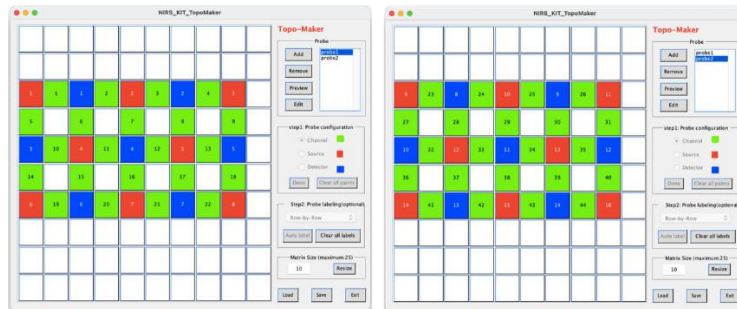 NIRS_KIT_TopoMaker
Topo-Maker
Probe
Add
probe1
probe2
Remove
Preview
Edit
1 1 1 2 2 3 2 4 3
5 6 7 8 9
3 10 4 11 4 12 5 13 5
14 15 16 17 18
6 19 6 20 7 21 7 22 8
step1: Probe configuration
Channel
Source
Detector
Done
Clear all points
Step2: Probe labeling(optional)
Row-by-Row
Auto label
Clear all labels
Matrix Size (maximum 25)
10
Resize
Load
Save
Exit
NIRS_KIT_TopoMaker
Topo-Maker
Probe
Add
probe1
probe2
Remove
Preview
Edit
9 23 8 24 10 25 9 26 11
27 28 29 30 31
10 32 12 33 11 34 13 35 12
36 37 38 39 40
14 41 13 42 15 43 14 44 16
step1: Probe configuration
Channel
Source
Detector
Done
Clear all points
Step2: Probe labeling(optional
Row-by-Row
Auto label
Clear all labels
Matrix Size (maximum 25)
10
Resize
Load
Save
Exit